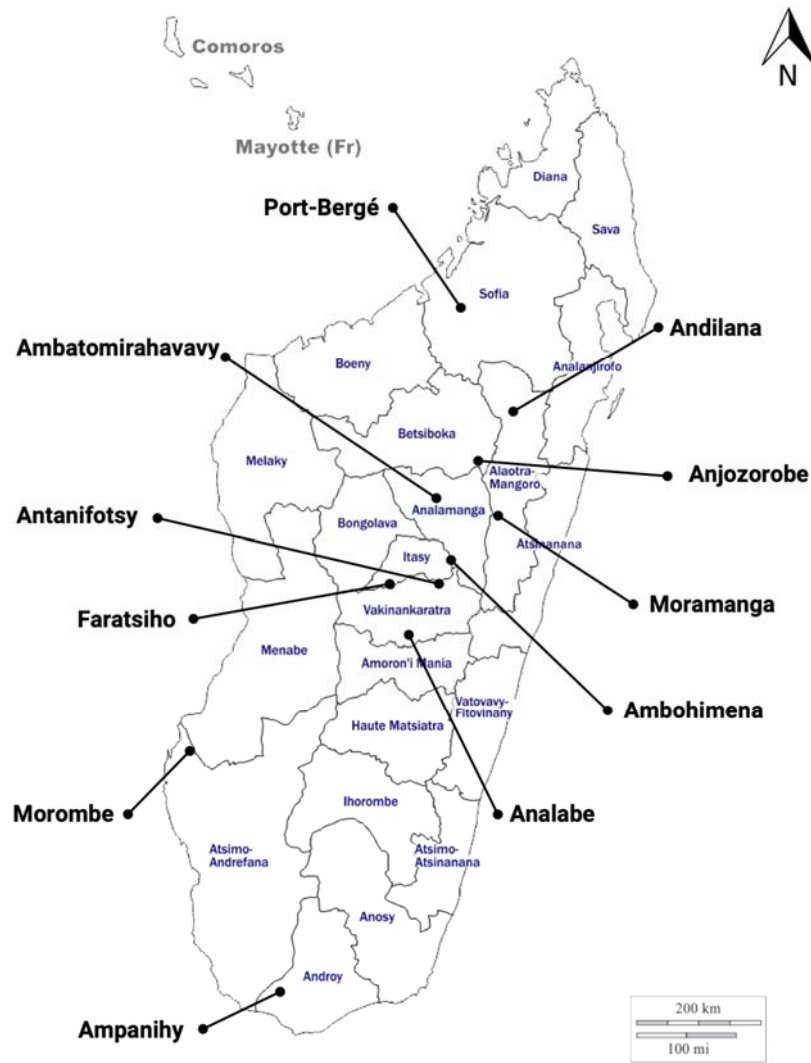 Comoros
N
Mayotte (Fr)
Diana
Port-Bergé
Sava
Sofia
Andilana
Ambatomirahavavy
Boeny
Analanjirofo
Betsiboka
Melaky
Alaotra-
Mangoro
Anjozorobe
Antanifotsy
Bongolava
Analamanga
Atsinanana
Itasy
Moramanga
Faratsiho
Vakinankaratra
Menabe
Amoron'i Mania
Vatovavy-
Fitovinany
Ambohimena
Haute Matsiatra
Morombe
Ihorombe
Analabe
Atsimo-
Andrefana
Atsimo-
Atsinanana
Anosy
Androy
Ampanihy
200 km
100 mi